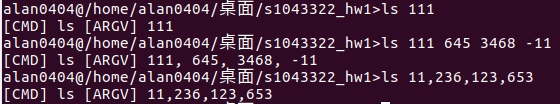 alan0404@/home/alan0404/桌面/s1043322_hw1>ls 111
[CMD] ls [ARGV] 111
alan0404@/home/alan0404/桌面/s1043322_hw1>ls 111 645 3468 -11
[CMD] ls [ARGV] 111, 645, 3468, -11
alan0404@/home/alan0404/桌面/s1043322_hw1>ls 11,236,123,653
[CMD] ls [ARGV] 11,236,123,653